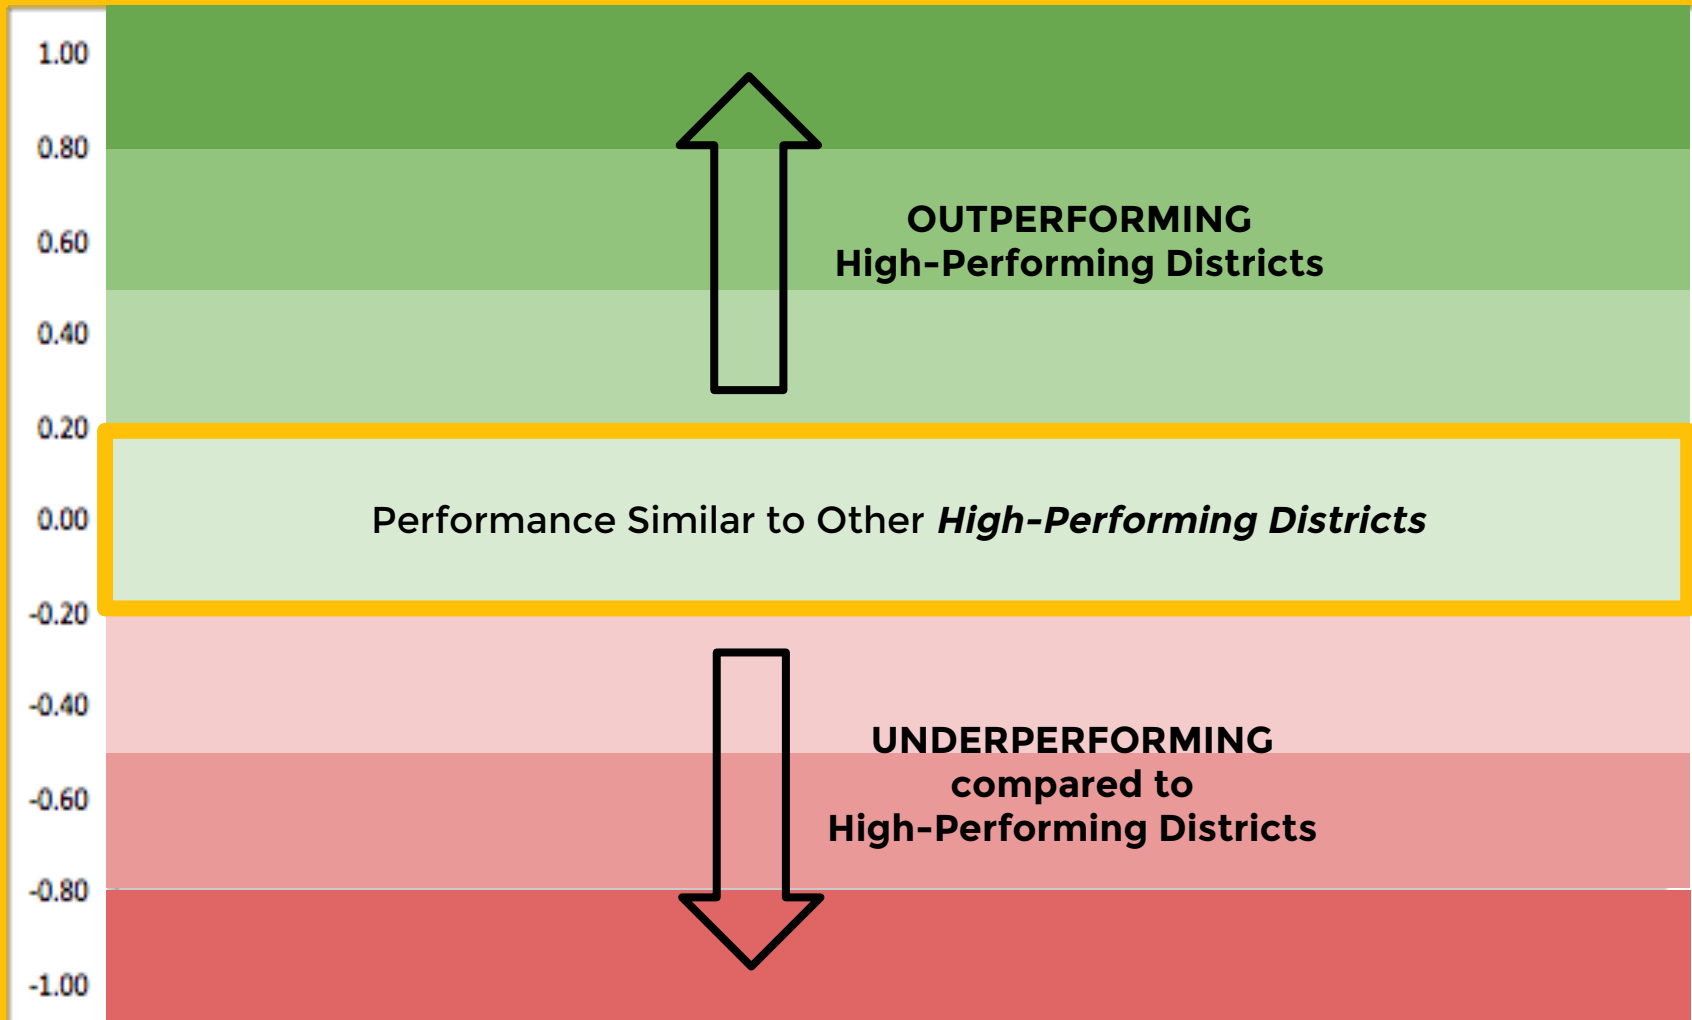 1.00
0.80
OUTPERFORMING
0.60
High-Performing Districts
0.40
0.20
0.00
Performance Similar to Other High-Performing Districts
-0.20
-0.40
UNDERPERFORMING
compared to
-0.60
High-Performing Districts
-0.80
-1.00